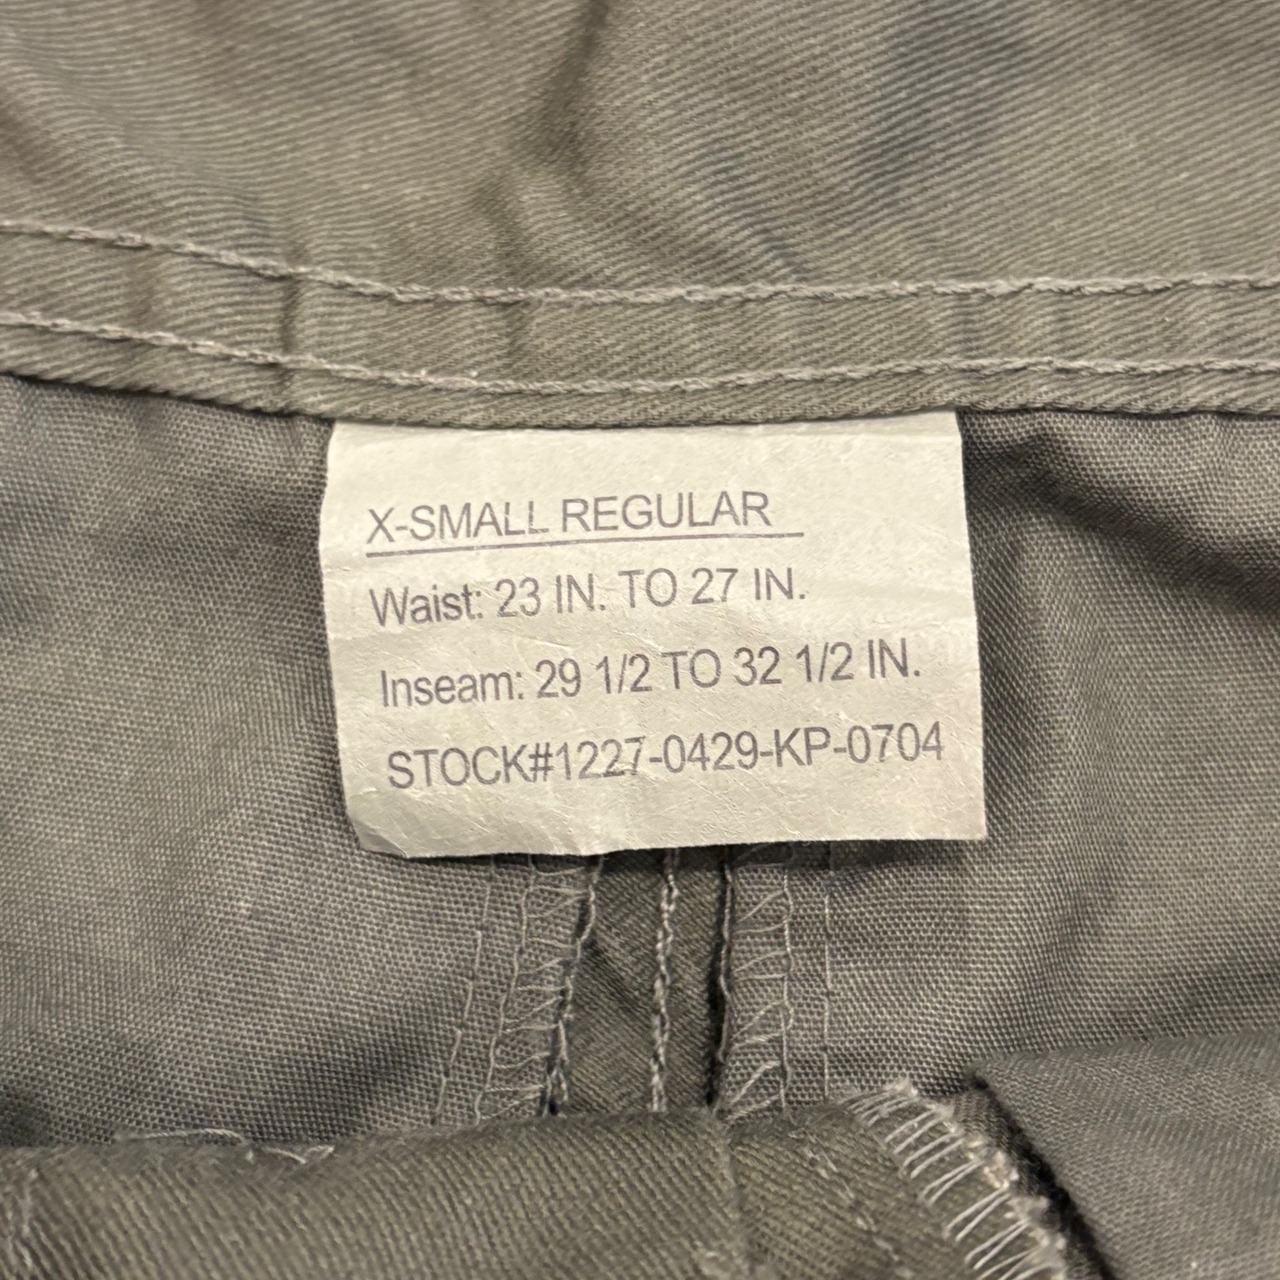 X-SMALL REGULAR
Waist: 23 IN. TO 27 IN.
Inseam: 29 1/2 TO 32 1/2 IN.
STOCK#1227-0429-KP-0704